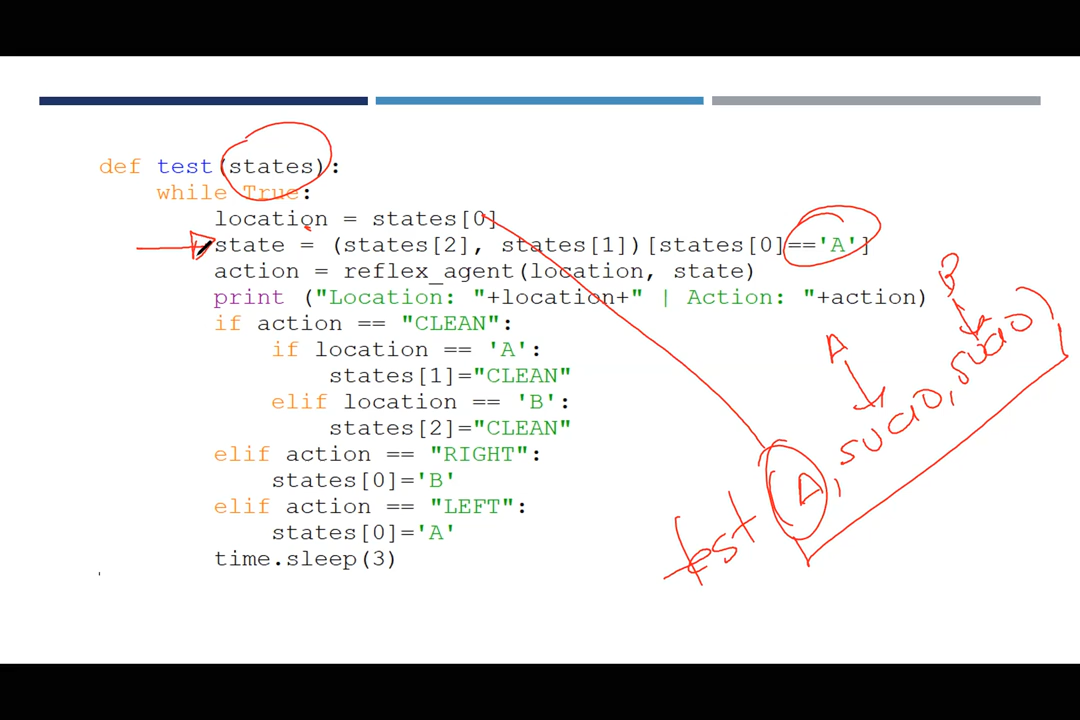 def test(states):
    while True:
        location = states[0]
        state = (states[2], states[1])[states[0]=='A']
        action = reflex_agent(location, state)
        print ("Location: "+location+" | Action: "+action)
        if action == "CLEAN":
            if location == 'A':
                states[1]="CLEAN"
            elif location == 'B':
                states[2]="CLEAN"
        elif action == "RIGHT":
            states[0]='B'
        elif action == "LEFT":
            states[0]='A'
        time.sleep(3)
B
A
test (A, sucio, sucio)